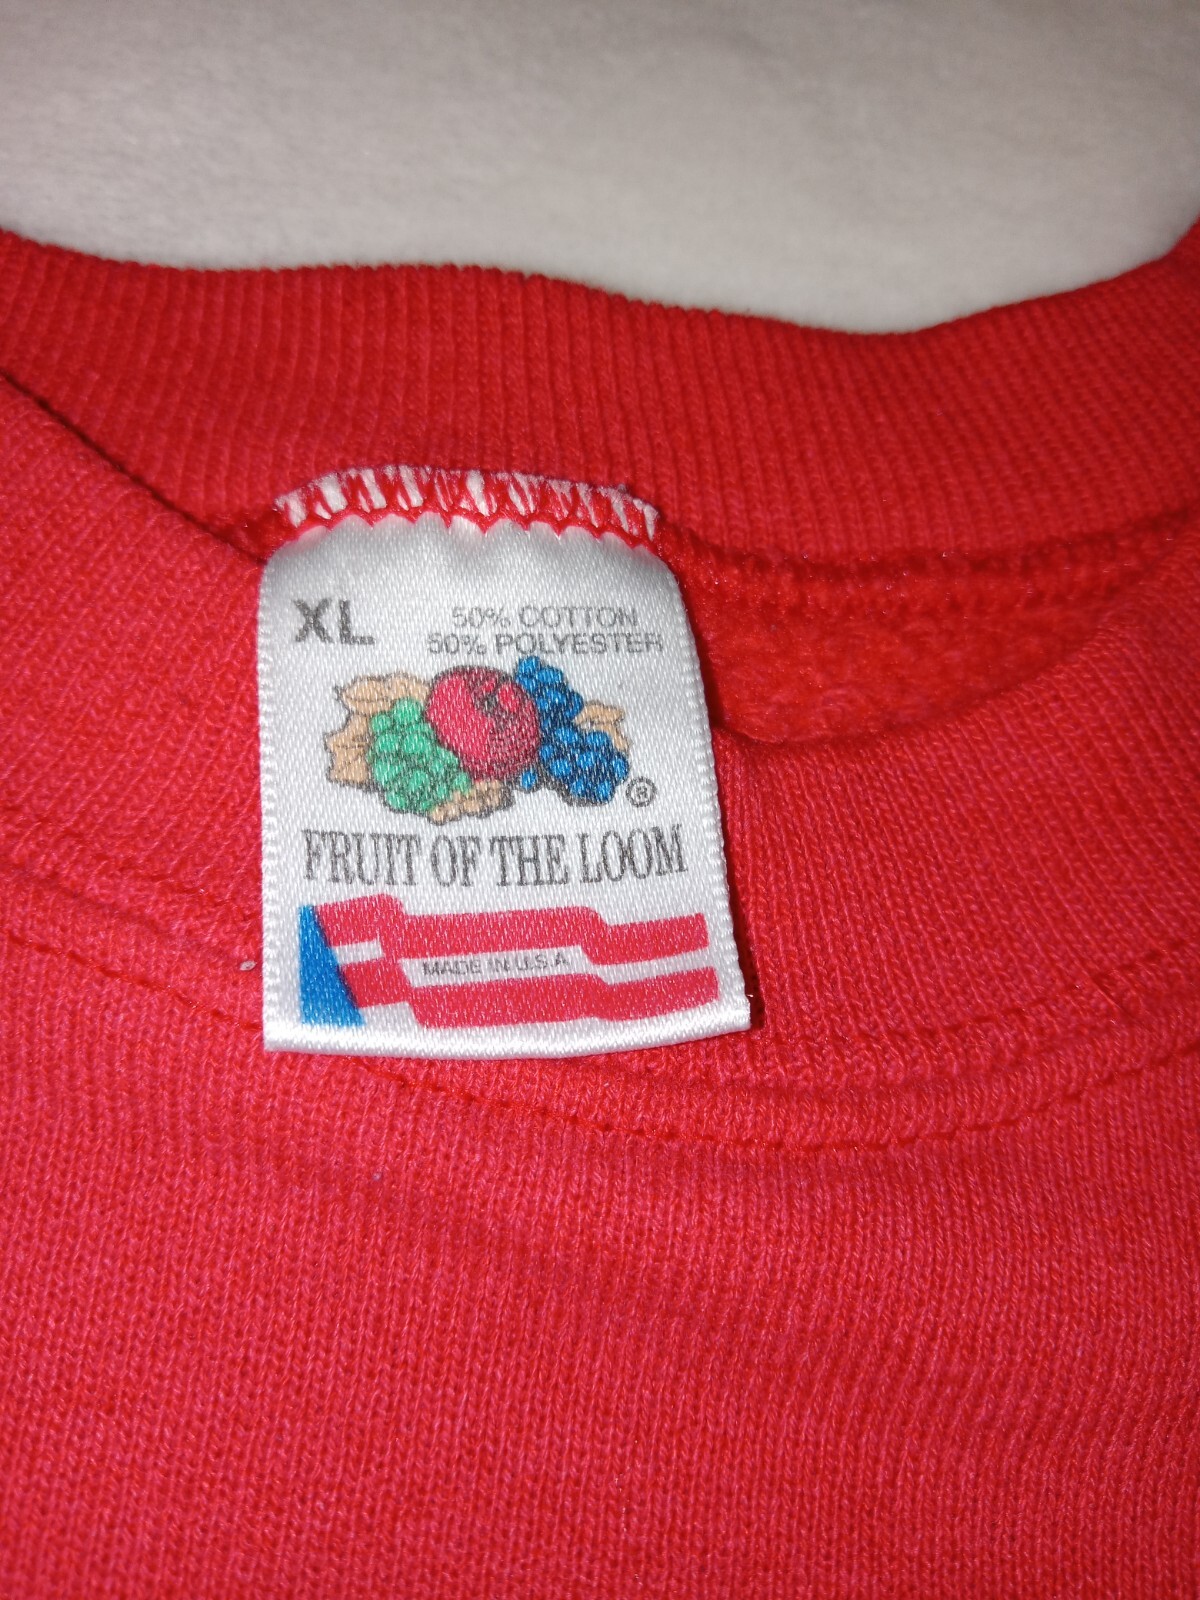 XL
50% COTTON
50% POLYESTER
®
FRUIT OF THE LOOM
MADE IN U.S.A.